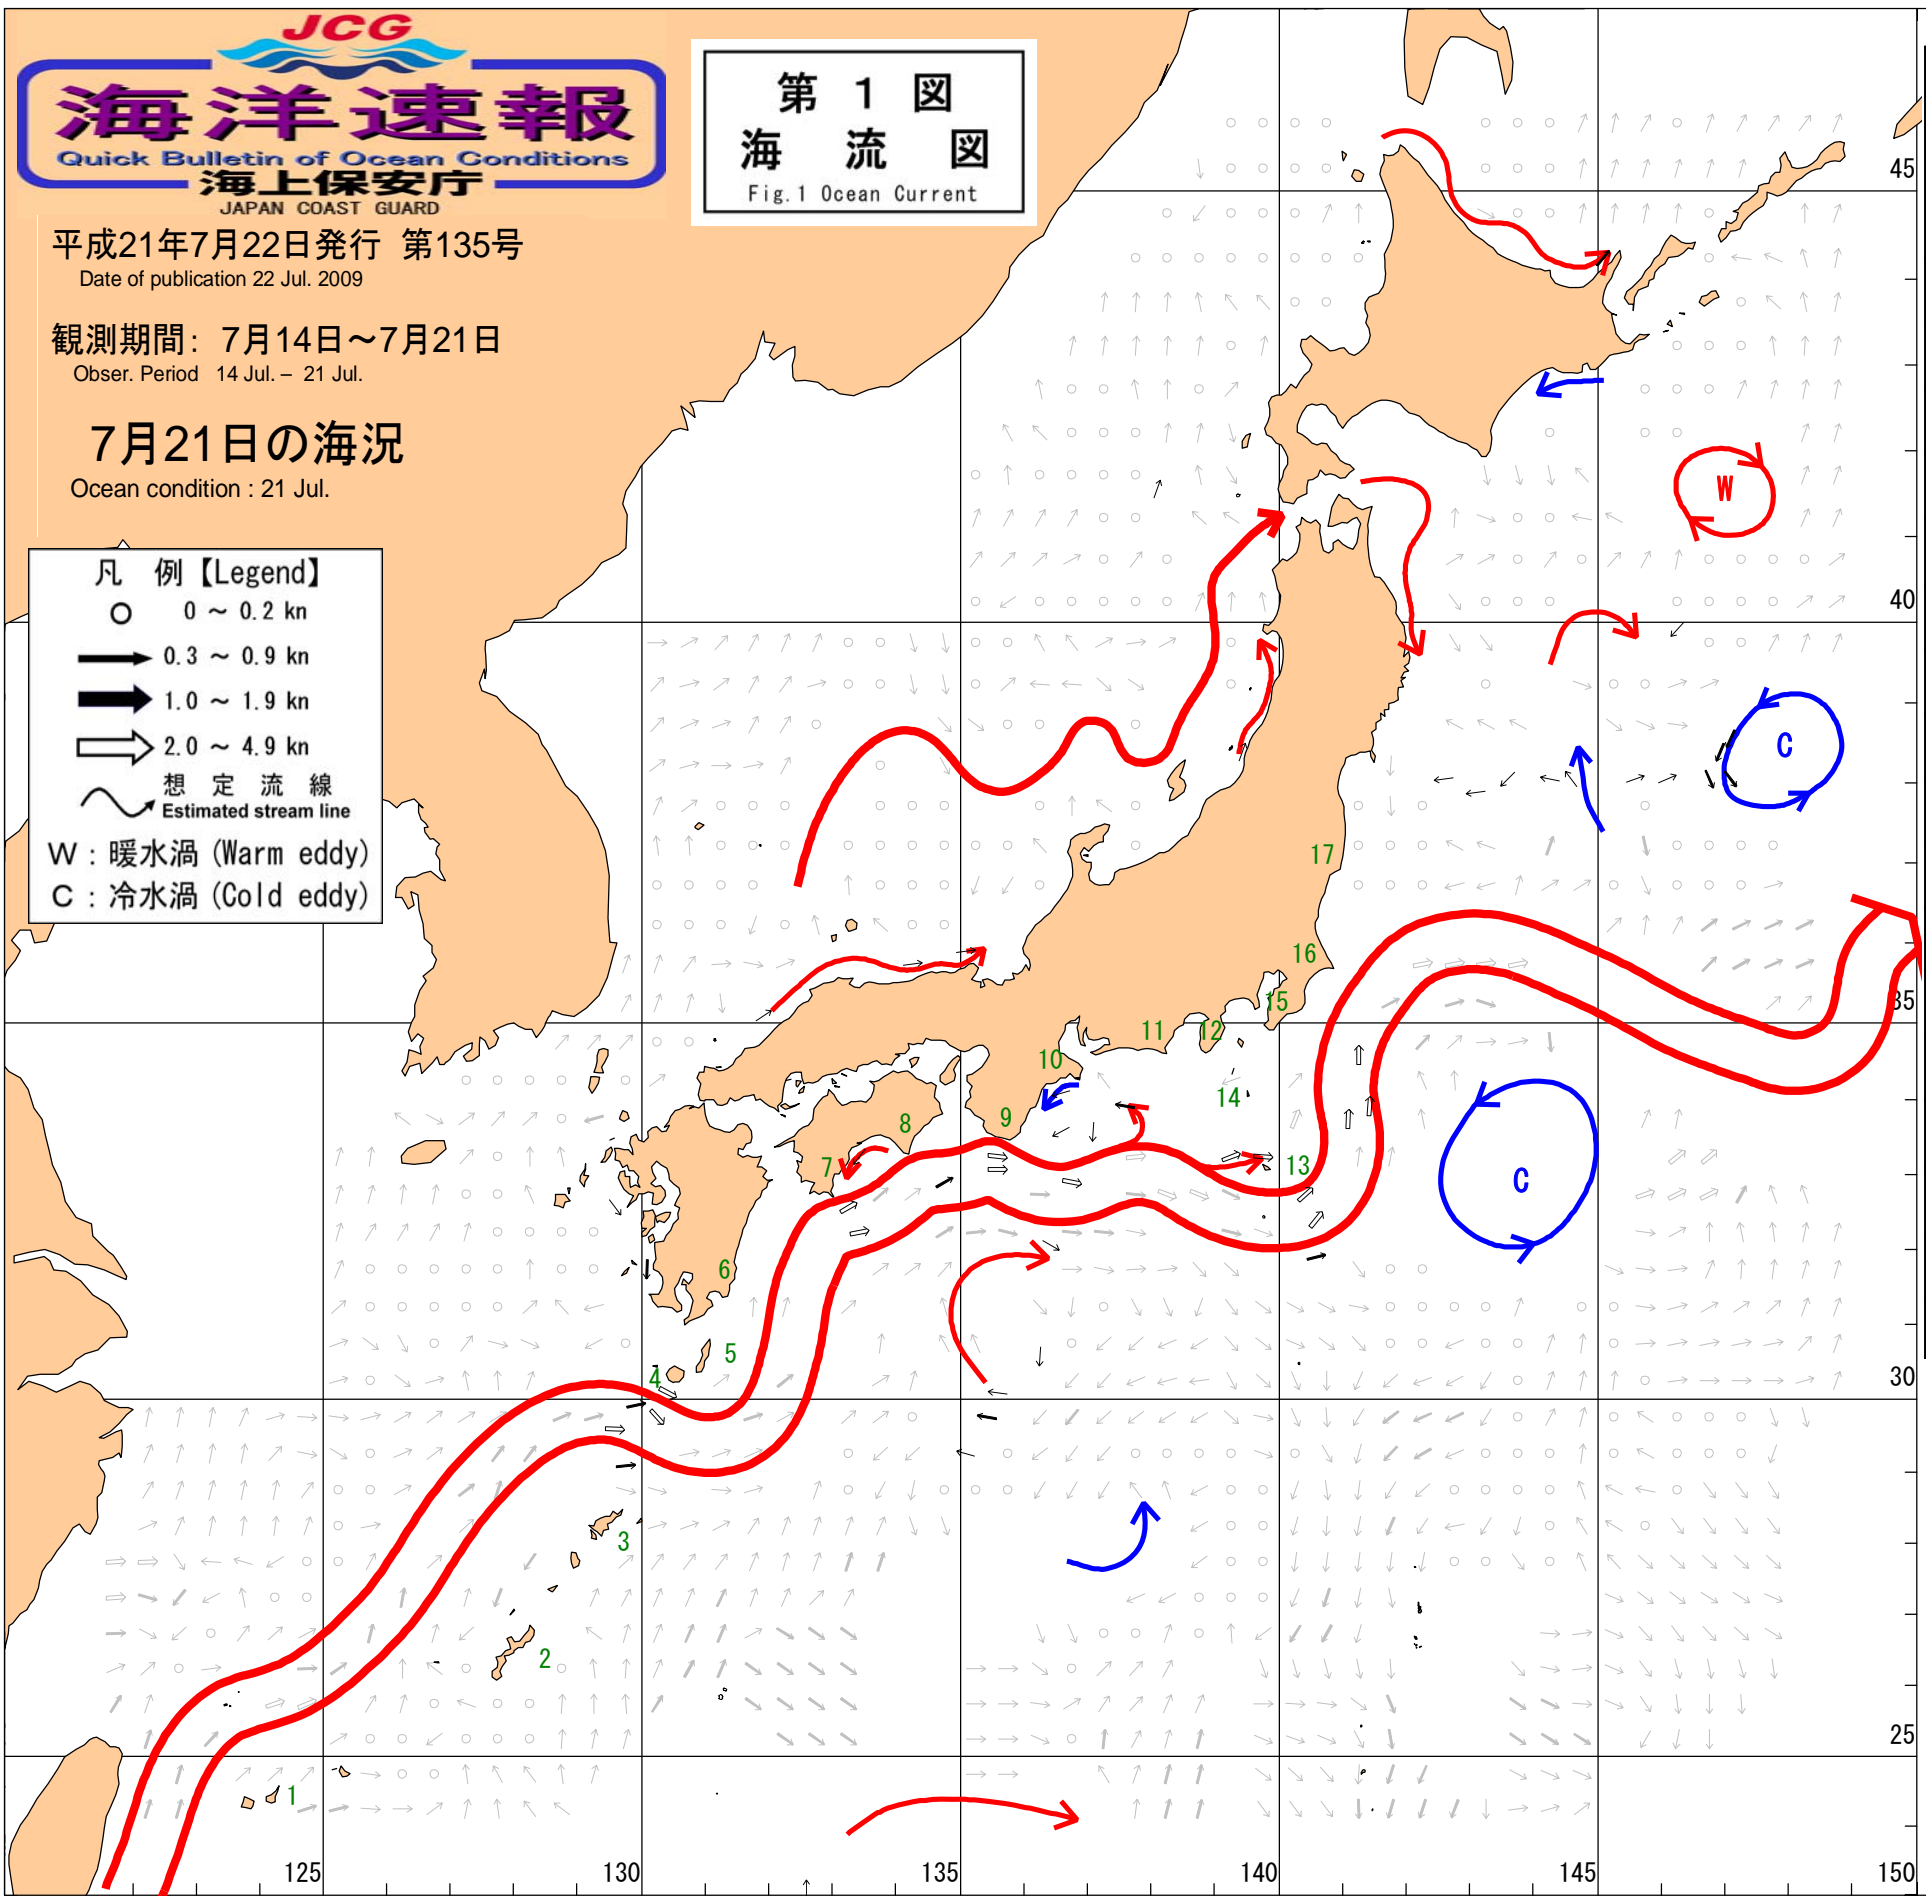 JCG
海洋速報
Quick Bulletin of Ocean Conditions
海上保安庁
JAPAN COAST GUARD
第 1 図
海 流 図
Fig.1 Ocean Current
平成21年7月22日発行 第135号
Date of publication 22 Jul. 2009
観測期間: 7月14日~7月21日
Obser. Period 14 Jul. – 21 Jul.
7月21日の海況
Ocean condition : 21 Jul.
凡 例【Legend】
0 ~ 0.2 kn
0.3 ~ 0.9 kn
1.0 ~ 1.9 kn
2.0 ~ 4.9 kn
想 定 流 線
Estimated stream line
W : 暖水渦 (Warm eddy)
C : 冷水渦 (Cold eddy)
45
W
40
C
17
16
35
15
11
12
10
14
9
8
7
13
C
6
5
4
30
3
2
25
1
125
130
135
140
145
150